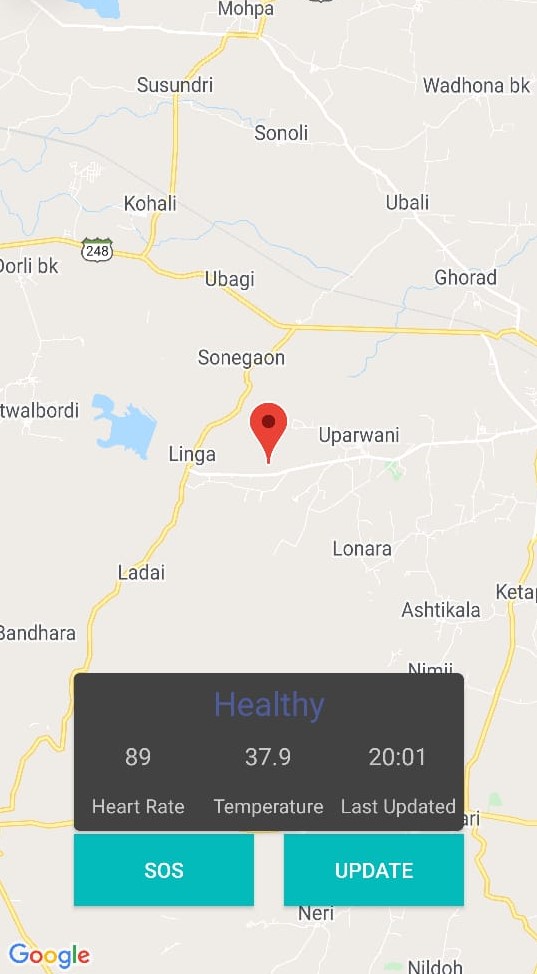 Mohpa
Susundri
Wadhona bk
Sonoli
Kohali
Ubali
248
Dorli bk
Ubagi
Ghorad
Sonegaon
twalbordi
Uparwani
Linga
Lonara
Ladai
Ketap
Ashtikala
Bandhara
Nimji
Healthy
89 37.9 20:01
Heart Rate Temperature Last Updated
ari
SOS UPDATE
Neri
Google
Nildoh